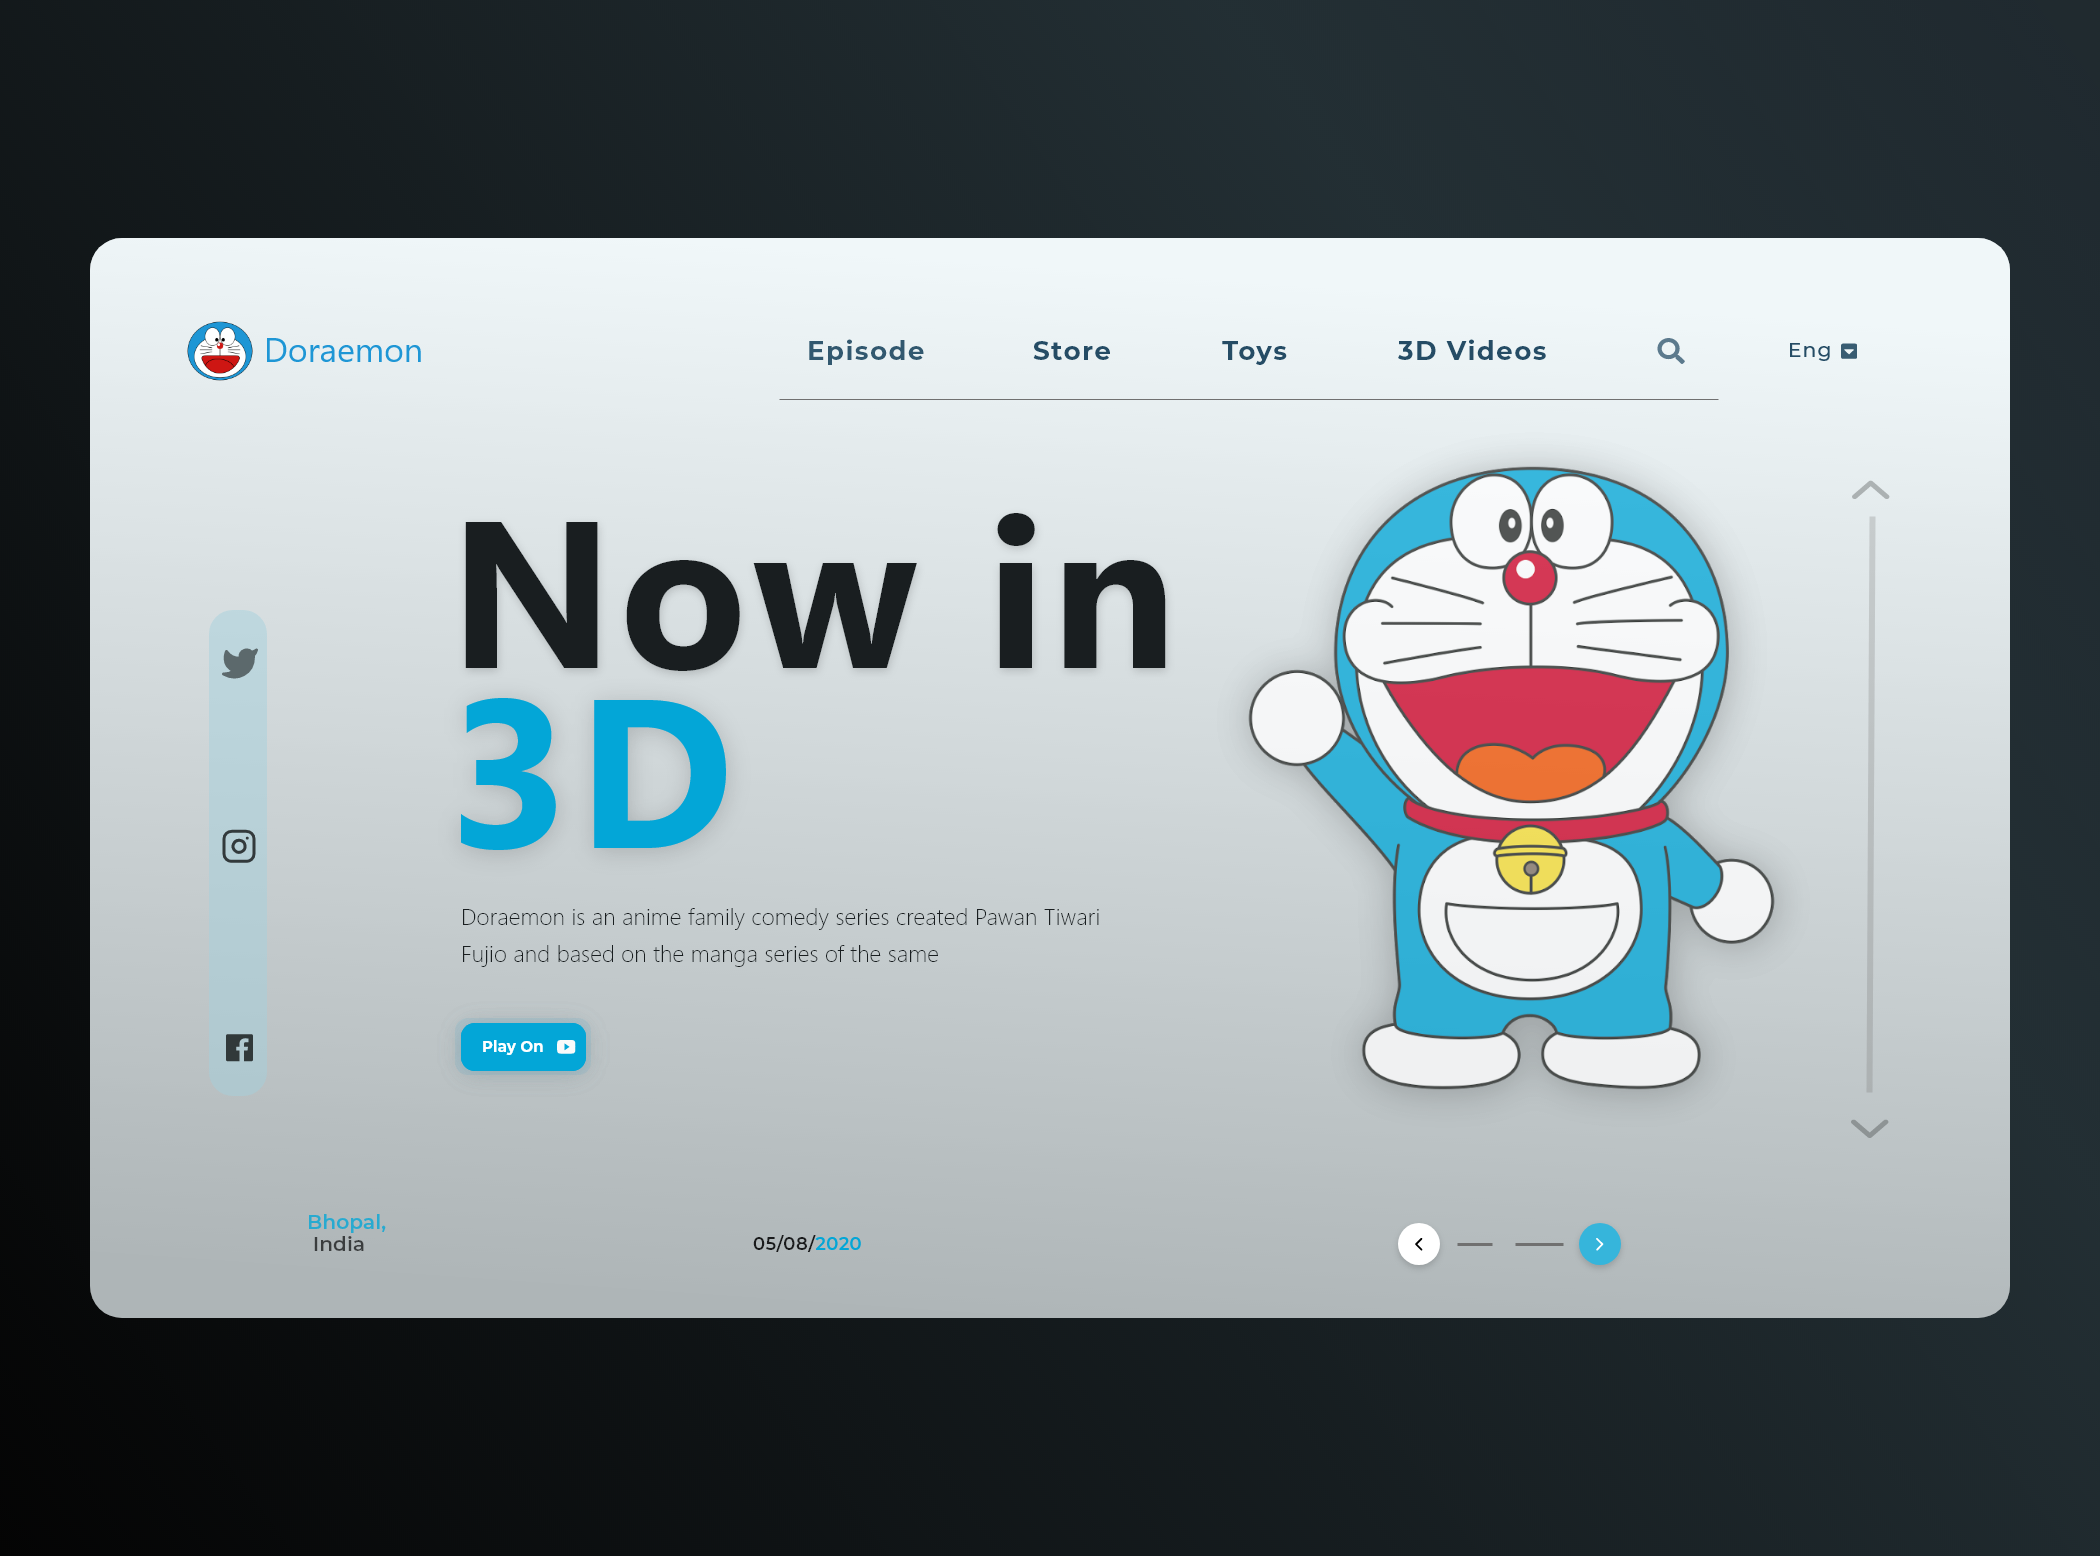 Doraemon
Episode Store Toys 3D Videos Eng
Now in
3D
Doraemon is an anime family comedy series created Pawan Tiwari
Fujio and based on the manga series of the same
Play On
Bhopal,
India
05/08/2020